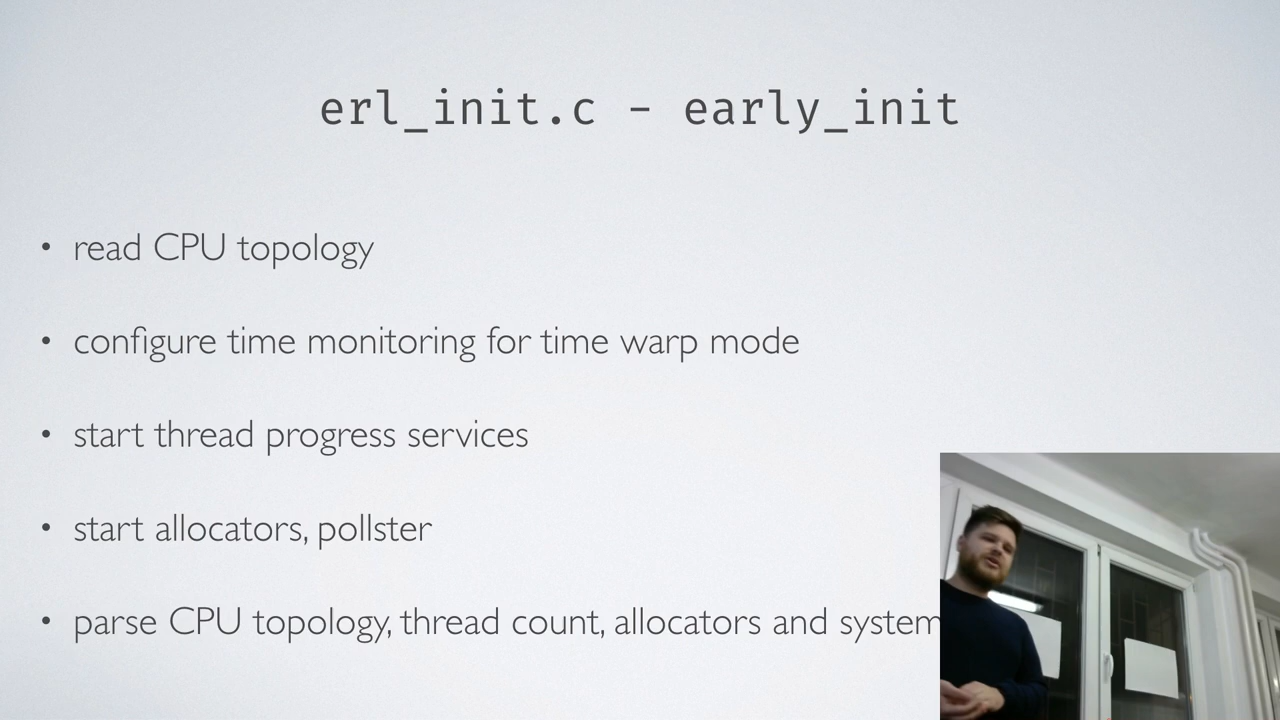 erl_init.c - early_init
• read CPU topology
• configure time monitoring for time warp mode
• start thread progress services
• start allocators, pollster
• parse CPU topology, thread count, allocators and system